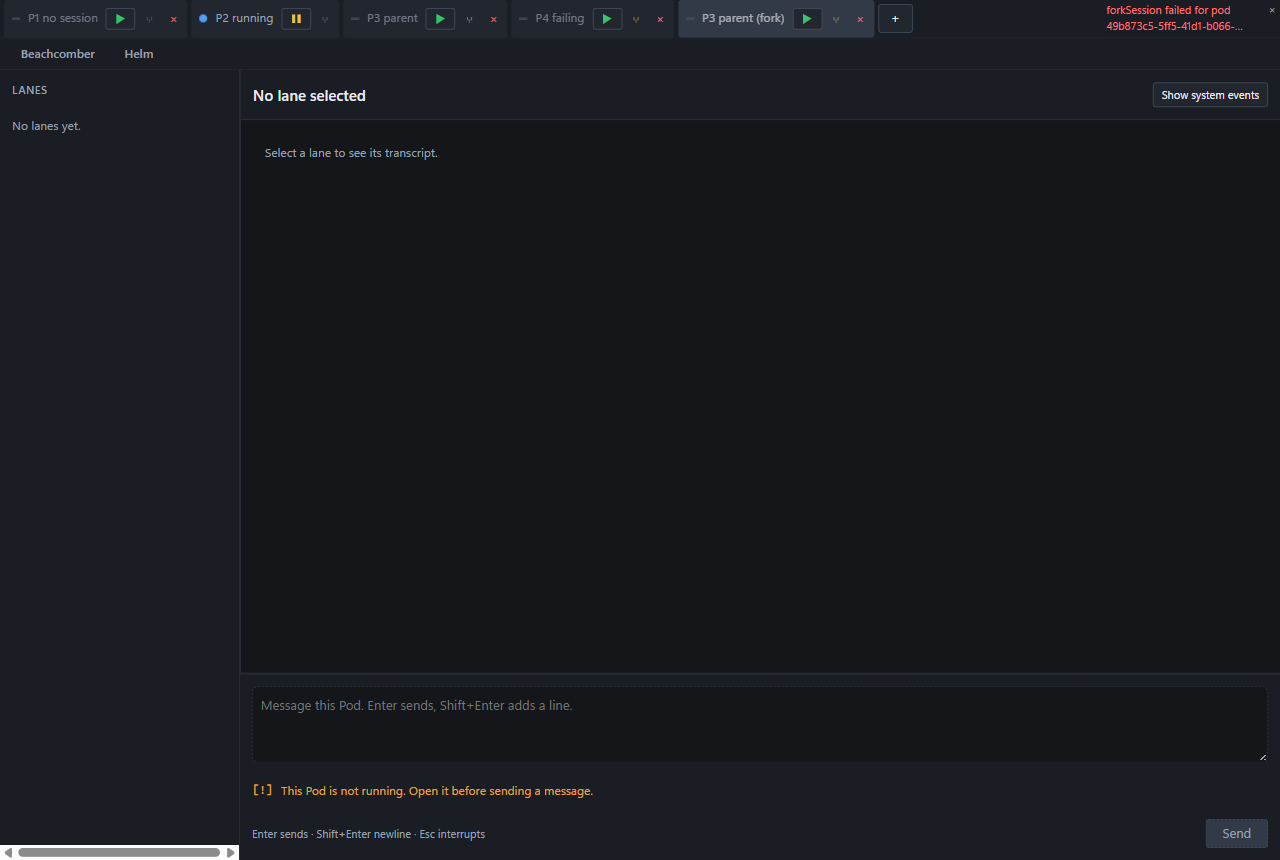 P1 no session
P2 running
P3 parent
P4 failing
P3 parent (fork)
+
forkSession failed for pod
49b873c5-5ff5-41d1-b066-...
×
Beachcomber
Helm
LANES
No lanes yet.
No lane selected
Show system events
Select a lane to see its transcript.
Message this Pod. Enter sends, Shift+Enter adds a line.
[!] This Pod is not running. Open it before sending a message.
Enter sends · Shift+Enter newline · Esc interrupts
Send